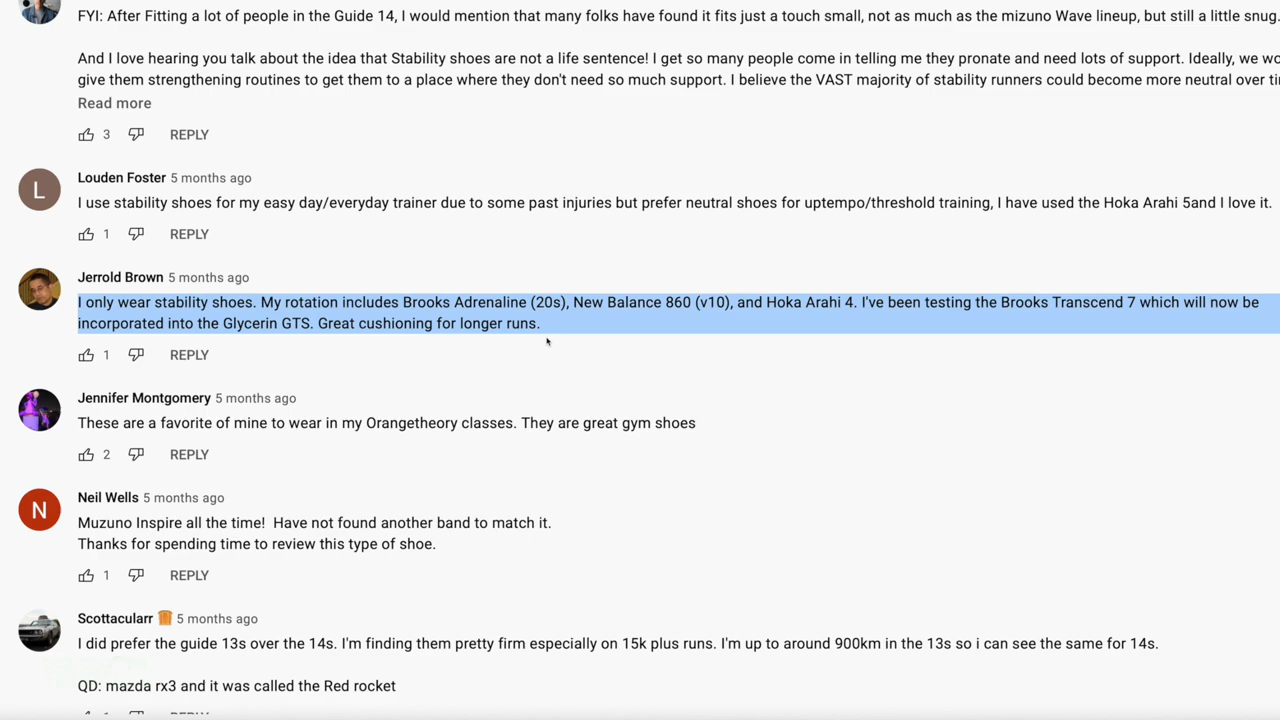 FYI: After Fitting a lot of people in the Guide 14, I would mention that many folks have found it fits just a touch small, not as much as the mizuno Wave lineup, but still a little snug.
And I love hearing you talk about the idea that Stability shoes are not a life sentence! I get so many people come in telling me they pronate and need lots of support. Ideally, we
give them strengthening routines to get them to a place where they don't need so much support. I believe the VAST majority of stability runners could become more neutral over
Read more
3 REPLY
L
Louden Foster 5 months ago
I use stability shoes for my easy day/everyday trainer due to some past injuries but prefer neutral shoes for uptempo/threshold training, I have used the Hoka Arahi 5and I love it.
1 REPLY
Jerrold Brown 5 months ago
I only wear stability shoes. My rotation includes Brooks Adrenaline (20s), New Balance 860 (v10), and Hoka Arahi 4. I've been testing the Brooks Transcend 7 which will now be
incorporated into the Glycerin GTS. Great cushioning for longer runs.
1 REPLY
Jennifer Montgomery 5 months ago
These are a favorite of mine to wear in my Orangetheory classes. They are great gym shoes
2 REPLY
N
Neil Wells 5 months ago
Muzuno Inspire all the time!  Have not found another band to match it.
Thanks for spending time to review this type of shoe.
1 REPLY
Scottacularr 🍞 5 months ago
I did prefer the guide 13s over the 14s. I'm finding them pretty firm especially on 15k plus runs. I'm up to around 900km in the 13s so i can see the same for 14s.
QD: mazda rx3 and it was called the Red rocket